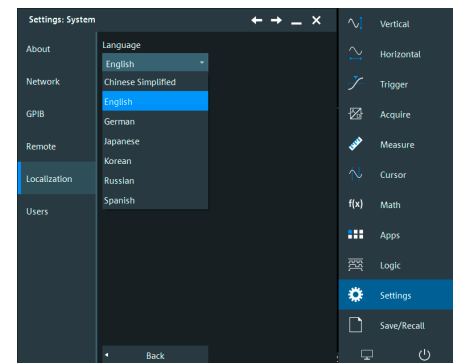 Settings: System
About
Network
GPIB
Remote
Localization
Users
Language
English
Chinese Simplified
English
German
Japanese
Korean
Russian
Spanish
Back
Vertical
Horizontal
Trigger
Acquire
Measure
Cursor
f(x) Math
Apps
Logic
Settings
Save/Recall